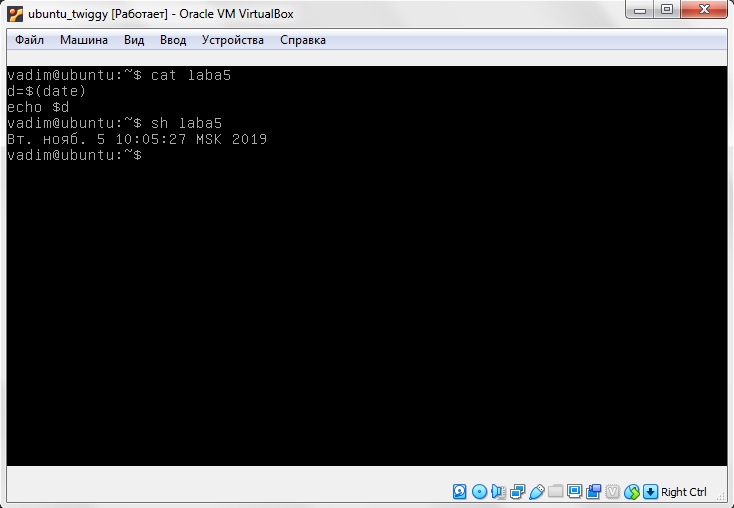 ubuntu_twiggy [Работает] - Oracle VM VirtualBox
Файл Машина Вид Ввод Устройства Справка
vadim@ubuntu:~$ cat laba5
d=$(date)
echo $d
vadim@ubuntu:~$ sh laba5
Вт. нояб. 5 10:05:27 MSK 2019
vadim@ubuntu:~$
Right Ctrl